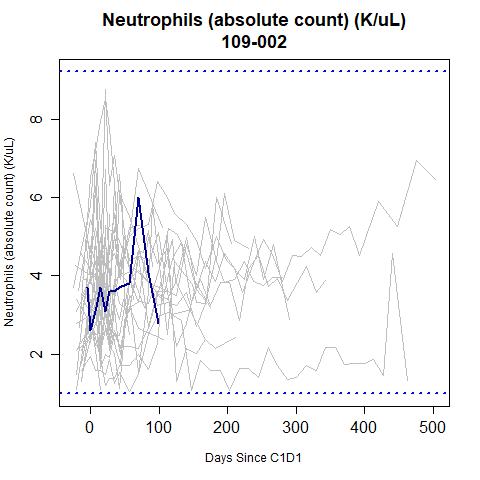 Neutrophils (absolute count) (K/uL)
109-002
Neutrophils (absolute count) (K/uL)
8
6
4
2
0 100 200 300 400 500
Days Since C1D1